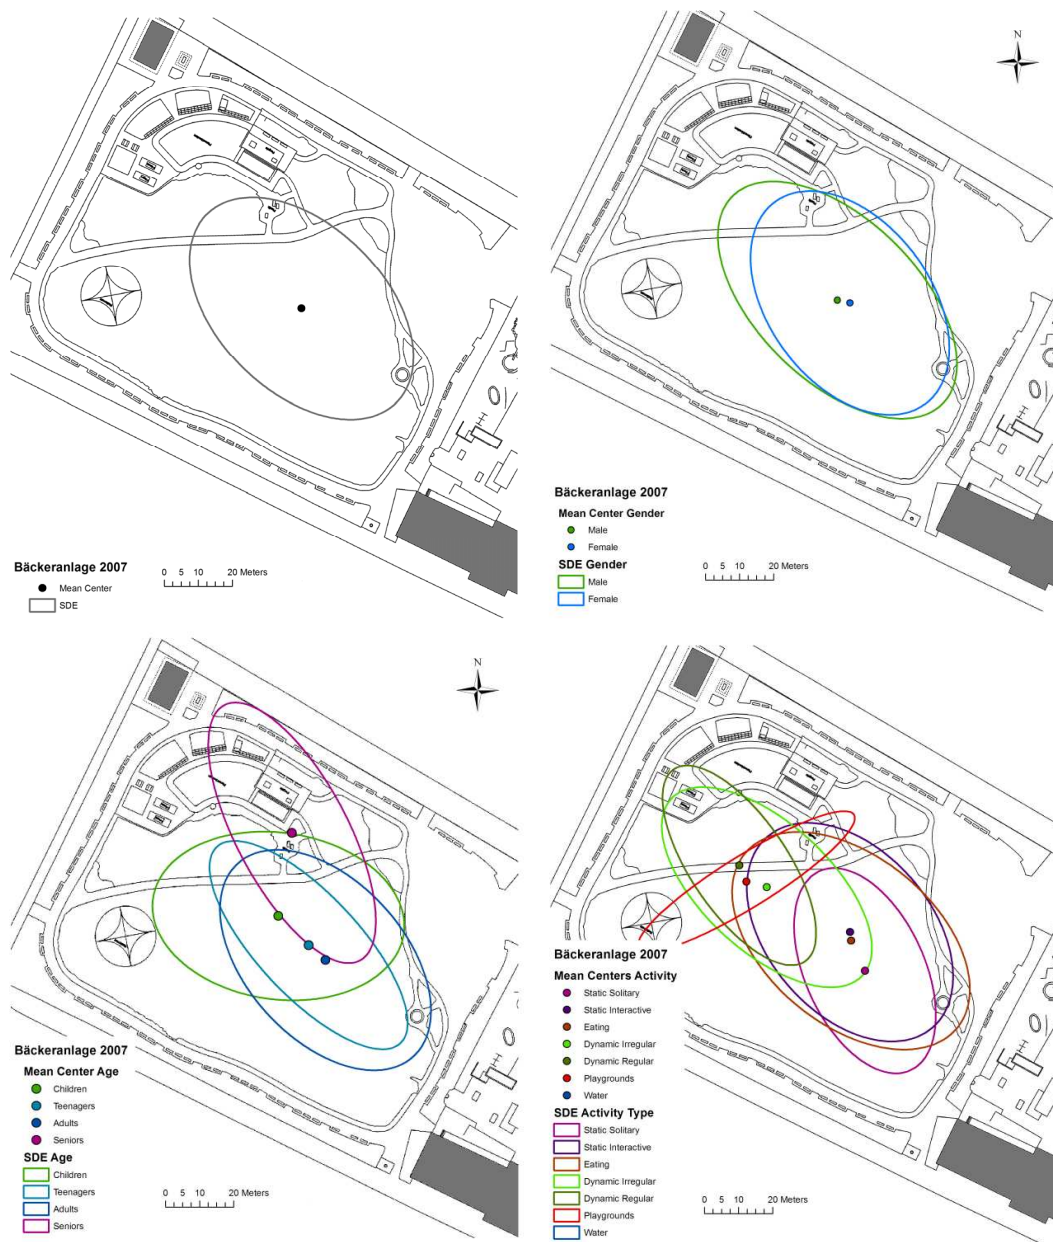 N
Bäckeranlage 2007
Mean Center
SDE
0 5 10 20 Meters
Bäckeranlage 2007
Mean Center Gender
Male
Female
SDE Gender
Male
Female
0 5 10 20 Meters
N
Bäckeranlage 2007
Mean Center Age
Children
Teenagers
Adults
Seniors
SDE Age
Children
Teenagers
Adults
Seniors
0 5 10 20 Meters
Bäckeranlage 2007
Mean Centers Activity
Static Solitary
Static Interactive
Eating
Dynamic Irregular
Dynamic Regular
Playgrounds
Water
SDE Activity Type
Static Solitary
Static Interactive
Eating
Dynamic Irregular
Dynamic Regular
Playgrounds
Water
0 5 10 20 Meters